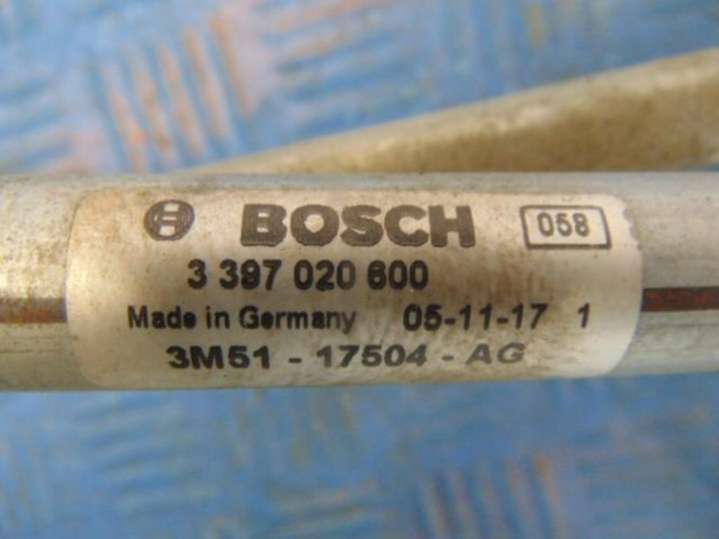 BOSCH 058
3 397 020 600
Made in Germany 05-11-17 1
3M51 - 17504 - AG